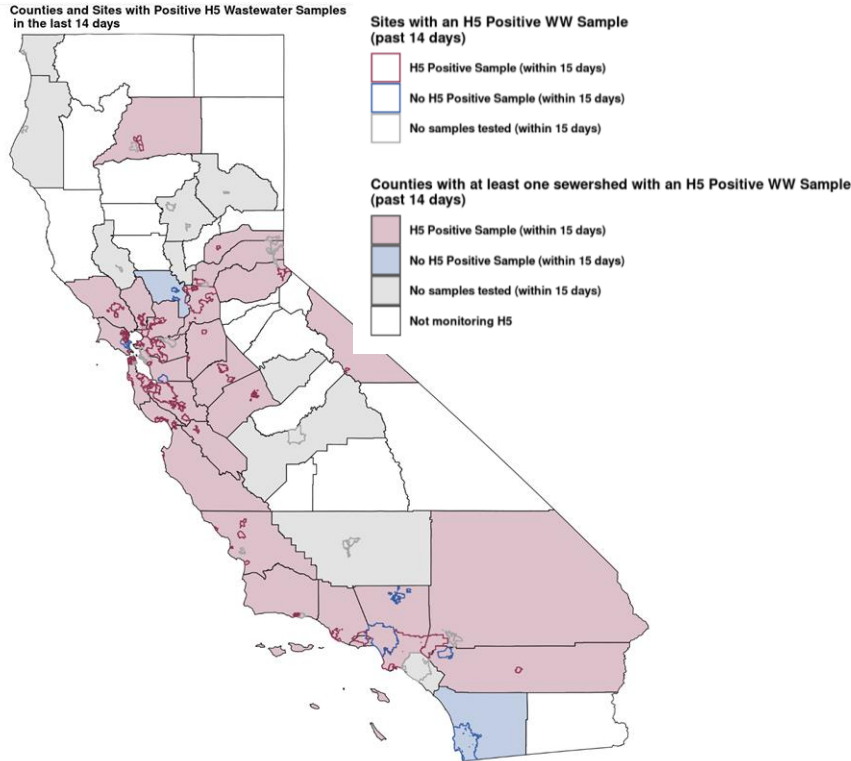 Counties and Sites with Positive H5 Wastewater Samples
in the last 14 days
Sites with an H5 Positive WW Sample
(past 14 days)
H5 Positive Sample (within 15 days)
No H5 Positive Sample (within 15 days)
No samples tested (within 15 days)
Counties with at least one sewershed with an H5 Positive WW Sample
(past 14 days)
H5 Positive Sample (within 15 days)
No H5 Positive Sample (within 15 days)
No samples tested (within 15 days)
Not monitoring H5